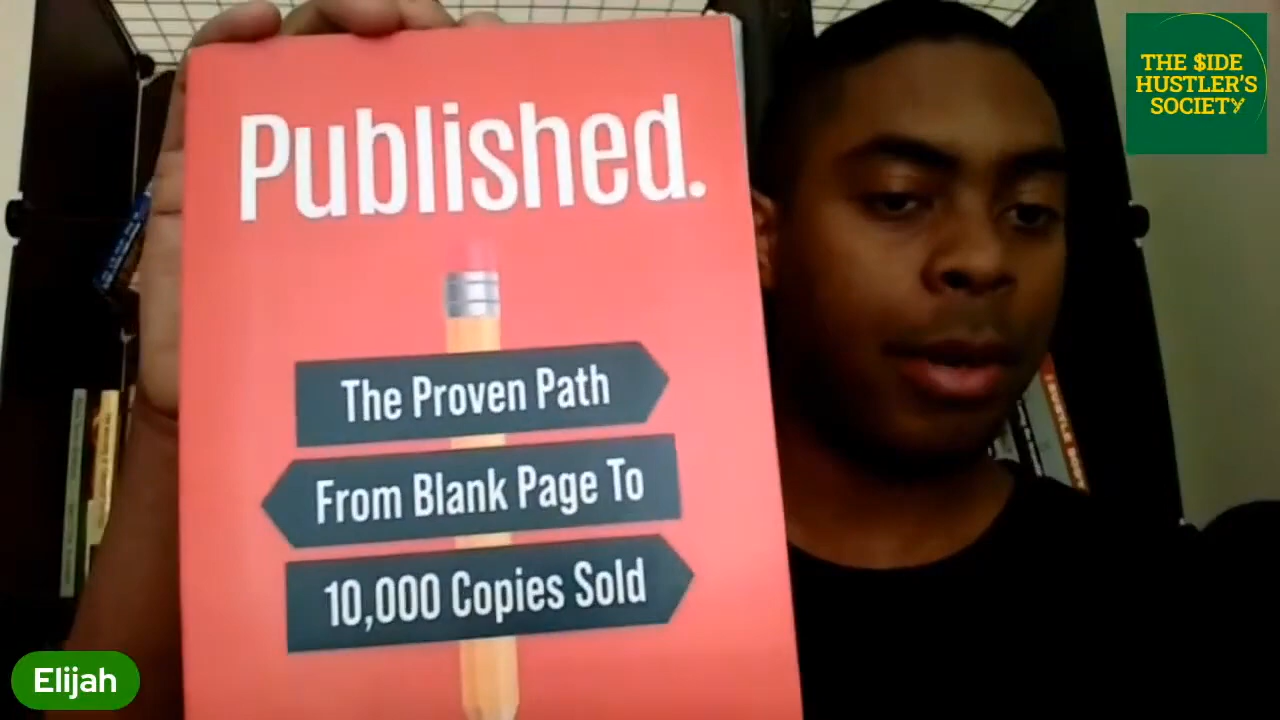 Published.
The Proven Path
From Blank Page To
10,000 Copies Sold
THE $IDE
HUSTLER'S
SOCIETY
Elijah